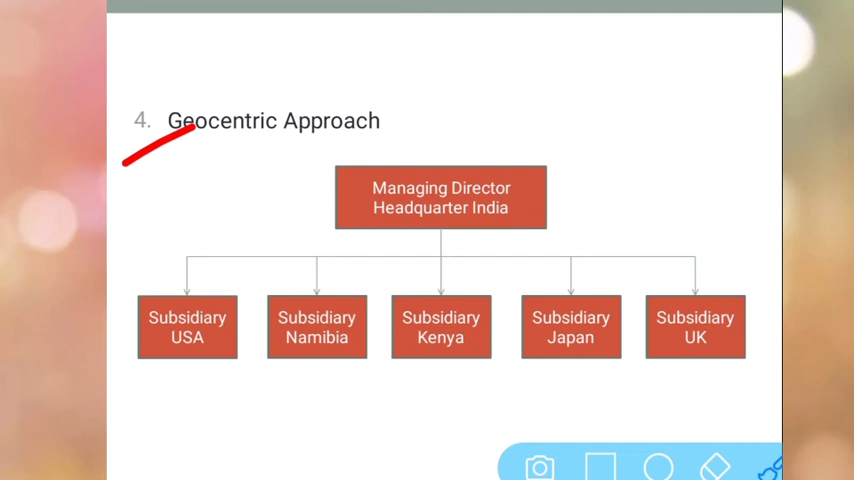 4. Geocentric Approach
Managing Director
Headquarter India
Subsidiary
USA
Subsidiary
Namibia
Subsidiary
Kenya
Subsidiary
Japan
Subsidiary
UK